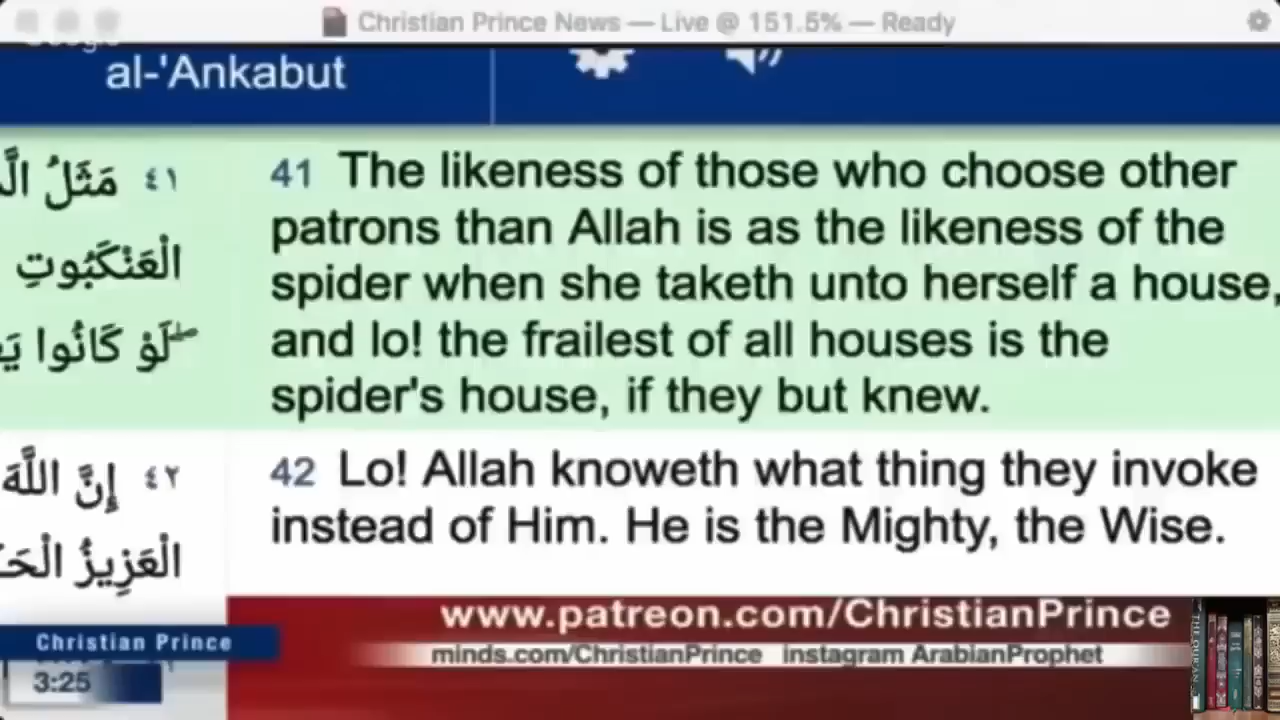 Christian Prince News — Live @ 151.5% — Ready
al-'Ankabut
41 The likeness of those who choose other
patrons than Allah is as the likeness of the
spider when she taketh unto herself a house,
and lo! the frailest of all houses is the
spider's house, if they but knew.
٤١ مَثَلُ
الْعَنْكَبُوتِ
لَوْ كَانُوا
42 Lo! Allah knoweth what thing they invoke
instead of Him. He is the Mighty, the Wise.
٤٢ إِنَّ اللَّهَ
الْعَزِيزُ
www.patreon.com/ChristianPrince
minds.com/ChristianPrince instagram ArabianProphet
Christian Prince
3:25